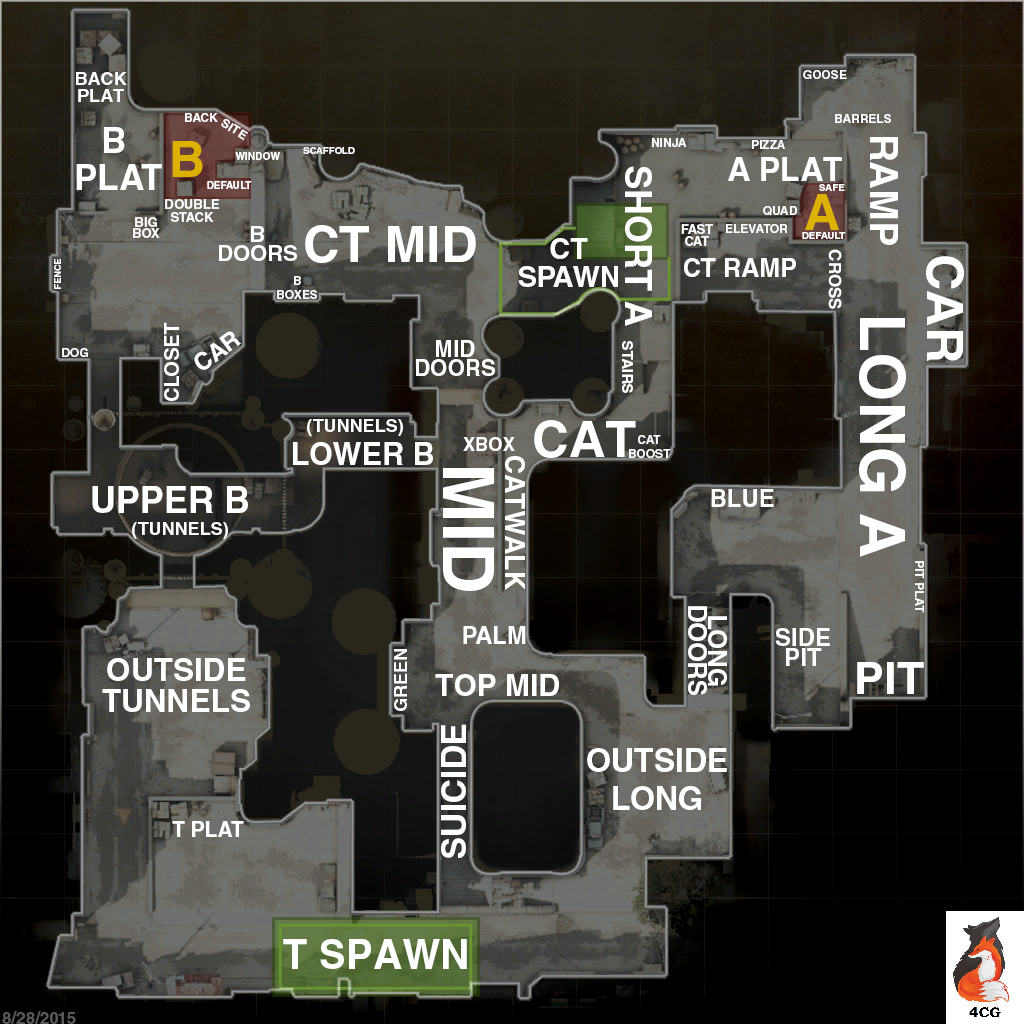 BACK
PLAT
B
PLAT
BACK SITE
B
WINDOW
DEFAULT
DOUBLE
STACK
BIG
BOX
SCAFFOLD
B
DOORS
CT MID
B
BOXES
FENCE
DOG
CLOSET
CAR
MID
DOORS
CT
SPAWN
NINJA
SHORT A
STAIRS
PIZZA
A PLAT
SAFE
QUAD
A
DEFAULT
FAST
CAT
ELEVATOR
CT RAMP
CROSS
GOOSE
BARRELS
RAMP
CAR
LONG A
(TUNNELS)
LOWER B
XBOX
CAT
CAT
BOOST
CATWALK
MID
UPPER B
(TUNNELS)
BLUE
PIT PLAT
LONG
DOORS
SIDE
PIT
PIT
PALM
GREEN
TOP MID
OUTSIDE
TUNNELS
SUICIDE
OUTSIDE
LONG
T PLAT
T SPAWN
4CG
8/28/2015